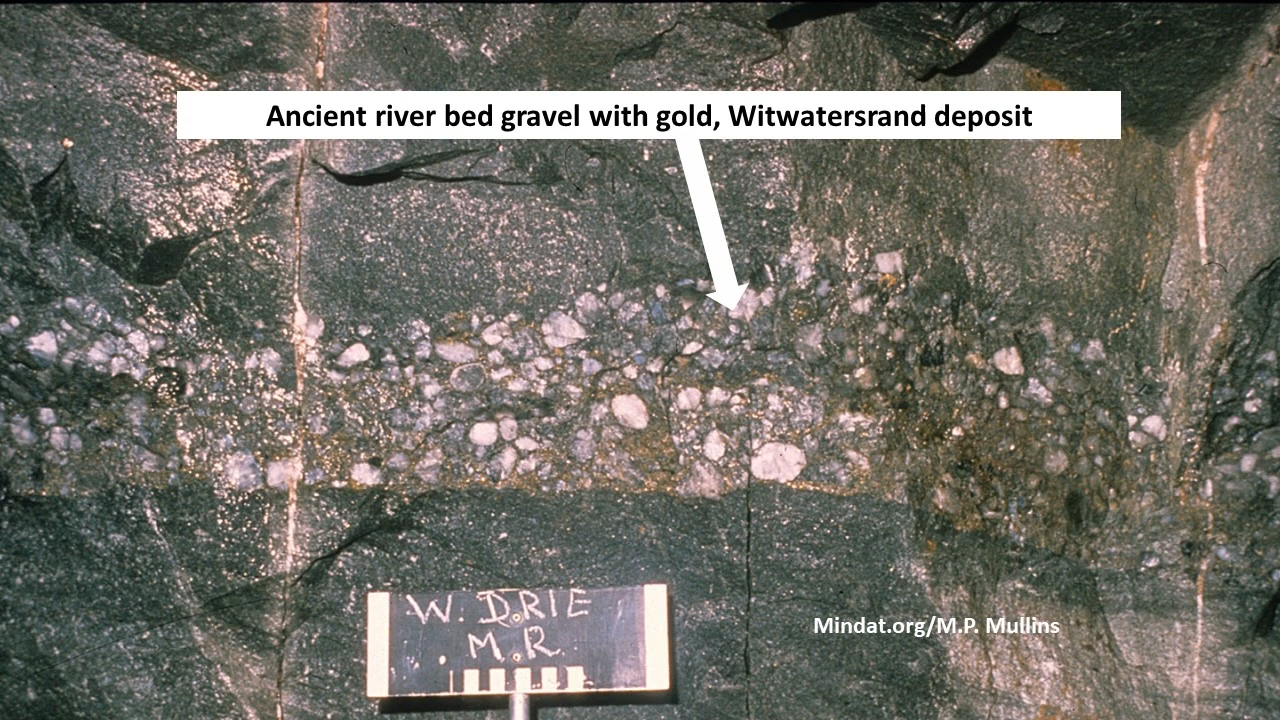 Ancient river bed gravel with gold, Witwatersrand deposit
W. DRIE
M.R.
Mindat.org/M.P. Mullins